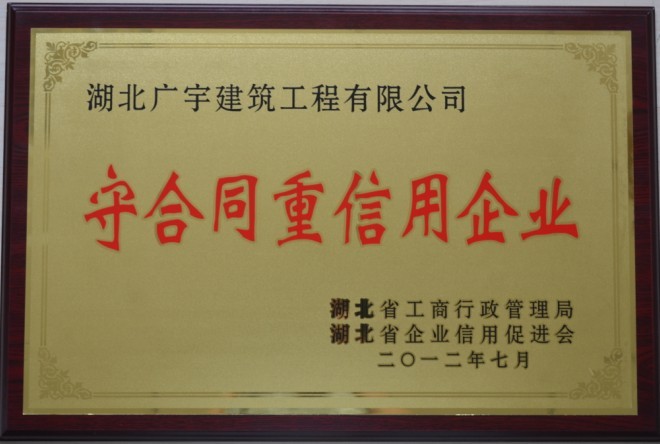 湖北广宇建筑工程有限公司
守合同重信用企业
湖北省工商行政管理局
湖北省企业信用促进会
二〇一二年七月